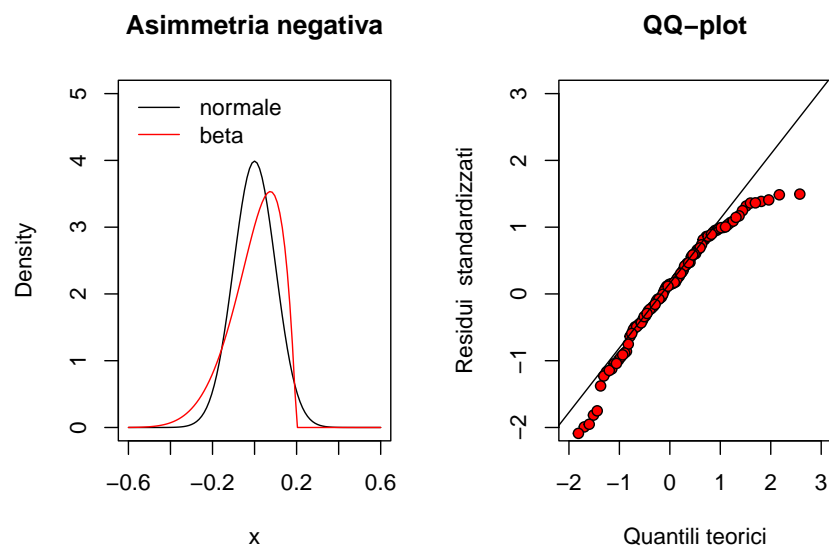 Asimmetria negativa
normale
beta
Density
0
1
2
3
4
5
−0.6
−0.2
0.2
0.6
x
QQ−plot
Residui standardizzati
−2
−1
0
1
2
3
−2
−1
0
1
2
3
Quantili teorici